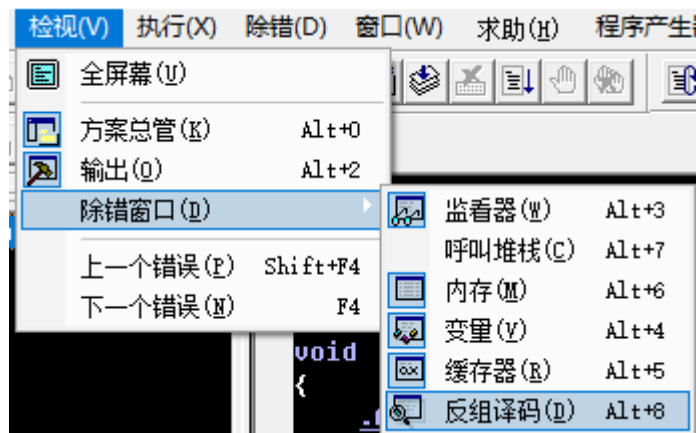 检视(V) 执行(X) 除错(D) 窗口(W) 求助(H) 程序产生
全屏幕(U)
方案总管(K) Alt+0
输出(O) Alt+2
除错窗口(D)
上一个错误(P) Shift+F4
下一个错误(N) F4
监看器(W) Alt+3
呼叫堆栈(C) Alt+7
内存(M) Alt+6
变量(V) Alt+4
缓存器(R) Alt+5
反组译码(D) Alt+8
void
{